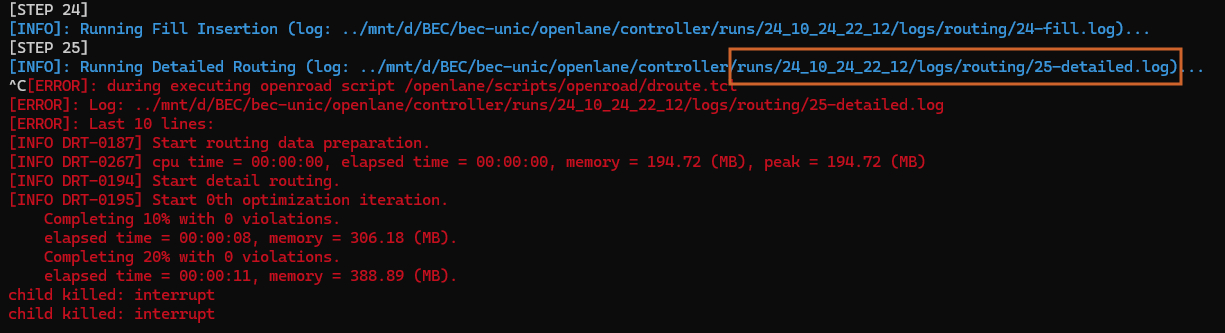 [STEP 24]
[INFO]: Running Fill Insertion (log: ../mnt/d/BEC/bec-unic/openlane/controller/runs/24_10_24_22_12/logs/routing/24-fill.log)...
[STEP 25]
[INFO]: Running Detailed Routing (log: ../mnt/d/BEC/bec-unic/openlane/controller/runs/24_10_24_22_12/logs/routing/25-detailed.log)...
^C[ERROR]: during executing openroad script /openlane/scripts/openroad/droute.tcl
[ERROR]: Log: ../mnt/d/BEC/bec-unic/openlane/controller/runs/24_10_24_22_12/logs/routing/25-detailed.log
[ERROR]: Last 10 lines:
[INFO DRT-0187] Start routing data preparation.
[INFO DRT-0267] cpu time = 00:00:00, elapsed time = 00:00:00, memory = 194.72 (MB), peak = 194.72 (MB)
[INFO DRT-0194] Start detail routing.
[INFO DRT-0195] Start 0th optimization iteration.
Completing 10% with 0 violations.
elapsed time = 00:00:08, memory = 306.18 (MB).
Completing 20% with 0 violations.
elapsed time = 00:00:11, memory = 388.89 (MB).
child killed: interrupt
child killed: interrupt